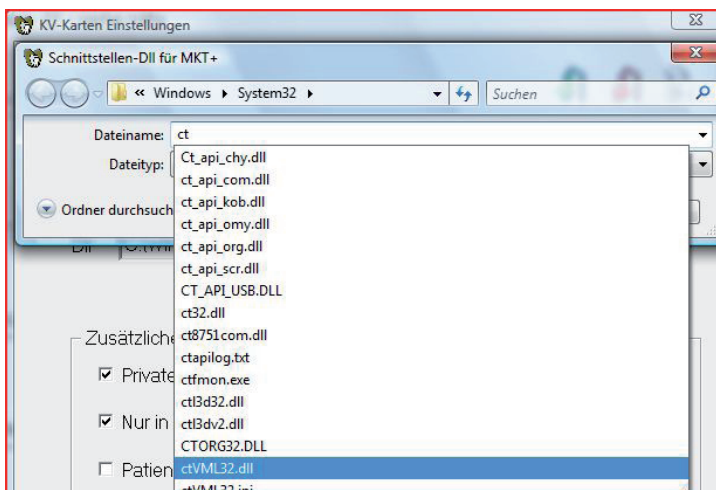 KV-Karten Einstellungen
Schnittstellen-Dll für MKT+
« Windows System32
Suchen
Dateiname: ct
Dateityp:
Ct_api_chy.dll
ct_api_com.dll
ct_api_kob.dll
Ordner durchsuch
ct_api_omy.dll
ct_api_org.dll
ct_api_scr.dll
CT_API_USB.DLL
ct32.dll
Zusätzliche
ct8751com.dll
ctapilog.txt
Private
ctfmon.exe
ctl3d32.dll
Nur in
ctl3dv2.dll
CTORG32.DLL
Patien
ctVML32.dll
ctVML32.ini